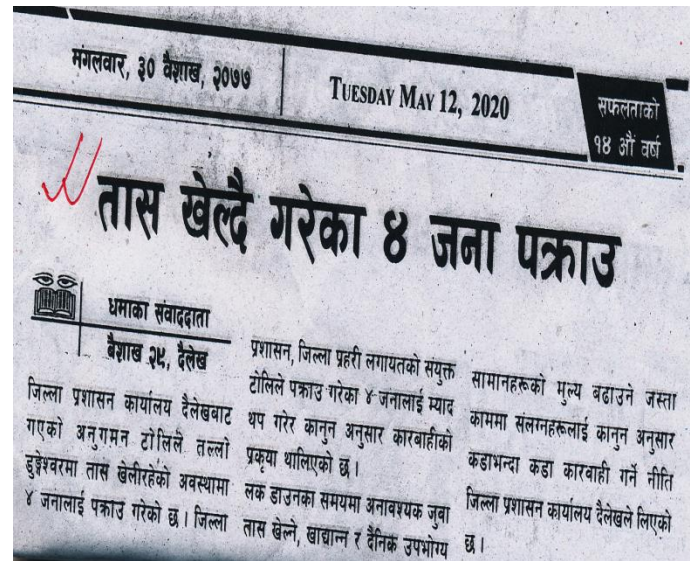 मंगलवार, ३० वैशाख, २०७७
TUESDAY MAY 12, 2020
सफलताको
१४ औं वर्ष
तास खेल्दै गरेका ४ जना पक्राउ
धमाका संवाददाता
बैशाख २९, दैलेख
जिल्ला प्रशासन कार्यालय दैलेखबाट
गएको अनुगमन टोलिले तल्लो
डुङ्गेश्वरमा तास खेलीरहेको अवस्थामा
४ जनालाई पक्राउ गरेको छ । जिल्ला
प्रशासन, जिल्ला प्रहरी लगायतको सयुक्त
टोलिले पक्राउ गरेका ४ जनालाई म्याद
थप गरेर कानुन अनुसार कारबाहीको
प्रकृया थालिएको छ ।
लक डाउनका समयमा अनावश्यक जुवा
तास खेल्ने, खाद्यान्न र दैनिक उपभोग्य
सामानहरूको मुल्य बढाउने जस्ता
काममा संलग्नहरूलाई कानुन अनुसार
कडाभन्दा कडा कारवाही गर्ने नीति
जिल्ला प्रशासन कार्यालय दैलेखले लिएको
छ ।